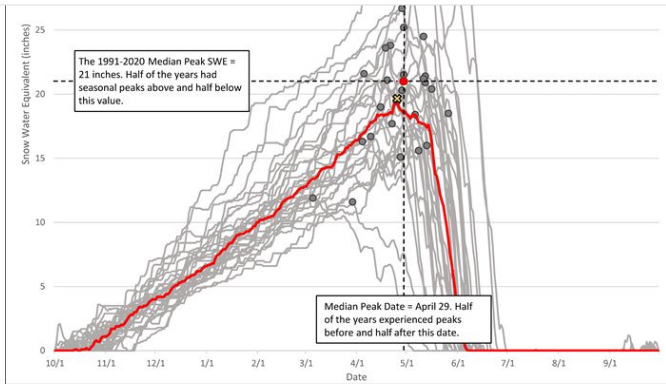 Snow Water Equivalent (inches)
25
20
15
10
5
0
The 1991-2020 Median Peak SWE =
21 inches. Half of the years had
seasonal peaks above and half below
this value.
Median Peak Date = April 29. Half
of the years experienced peaks
before and half after this date.
10/1 11/1 12/1 1/1 2/1 3/1 4/1 5/1 6/1 7/1 8/1 9/1
Date